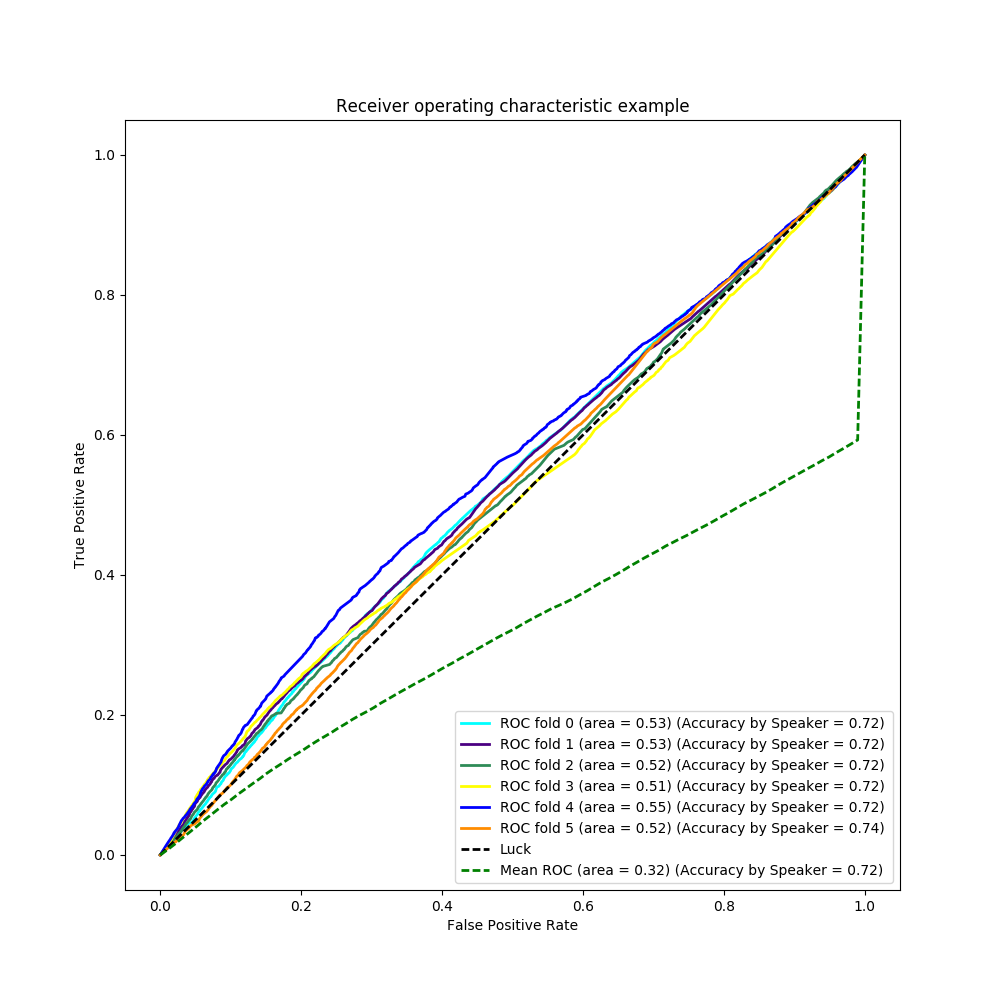 Receiver operating characteristic example
True Positive Rate
1.0
0.8
0.6
0.4
0.2
0.0
ROC fold 0 (area = 0.53) (Accuracy by Speaker = 0.72)
ROC fold 1 (area = 0.53) (Accuracy by Speaker = 0.72)
ROC fold 2 (area = 0.52) (Accuracy by Speaker = 0.72)
ROC fold 3 (area = 0.51) (Accuracy by Speaker = 0.72)
ROC fold 4 (area = 0.55) (Accuracy by Speaker = 0.72)
ROC fold 5 (area = 0.52) (Accuracy by Speaker = 0.74)
Luck
Mean ROC (area = 0.32) (Accuracy by Speaker = 0.72)
0.0 0.2 0.4 0.6 0.8 1.0
False Positive Rate